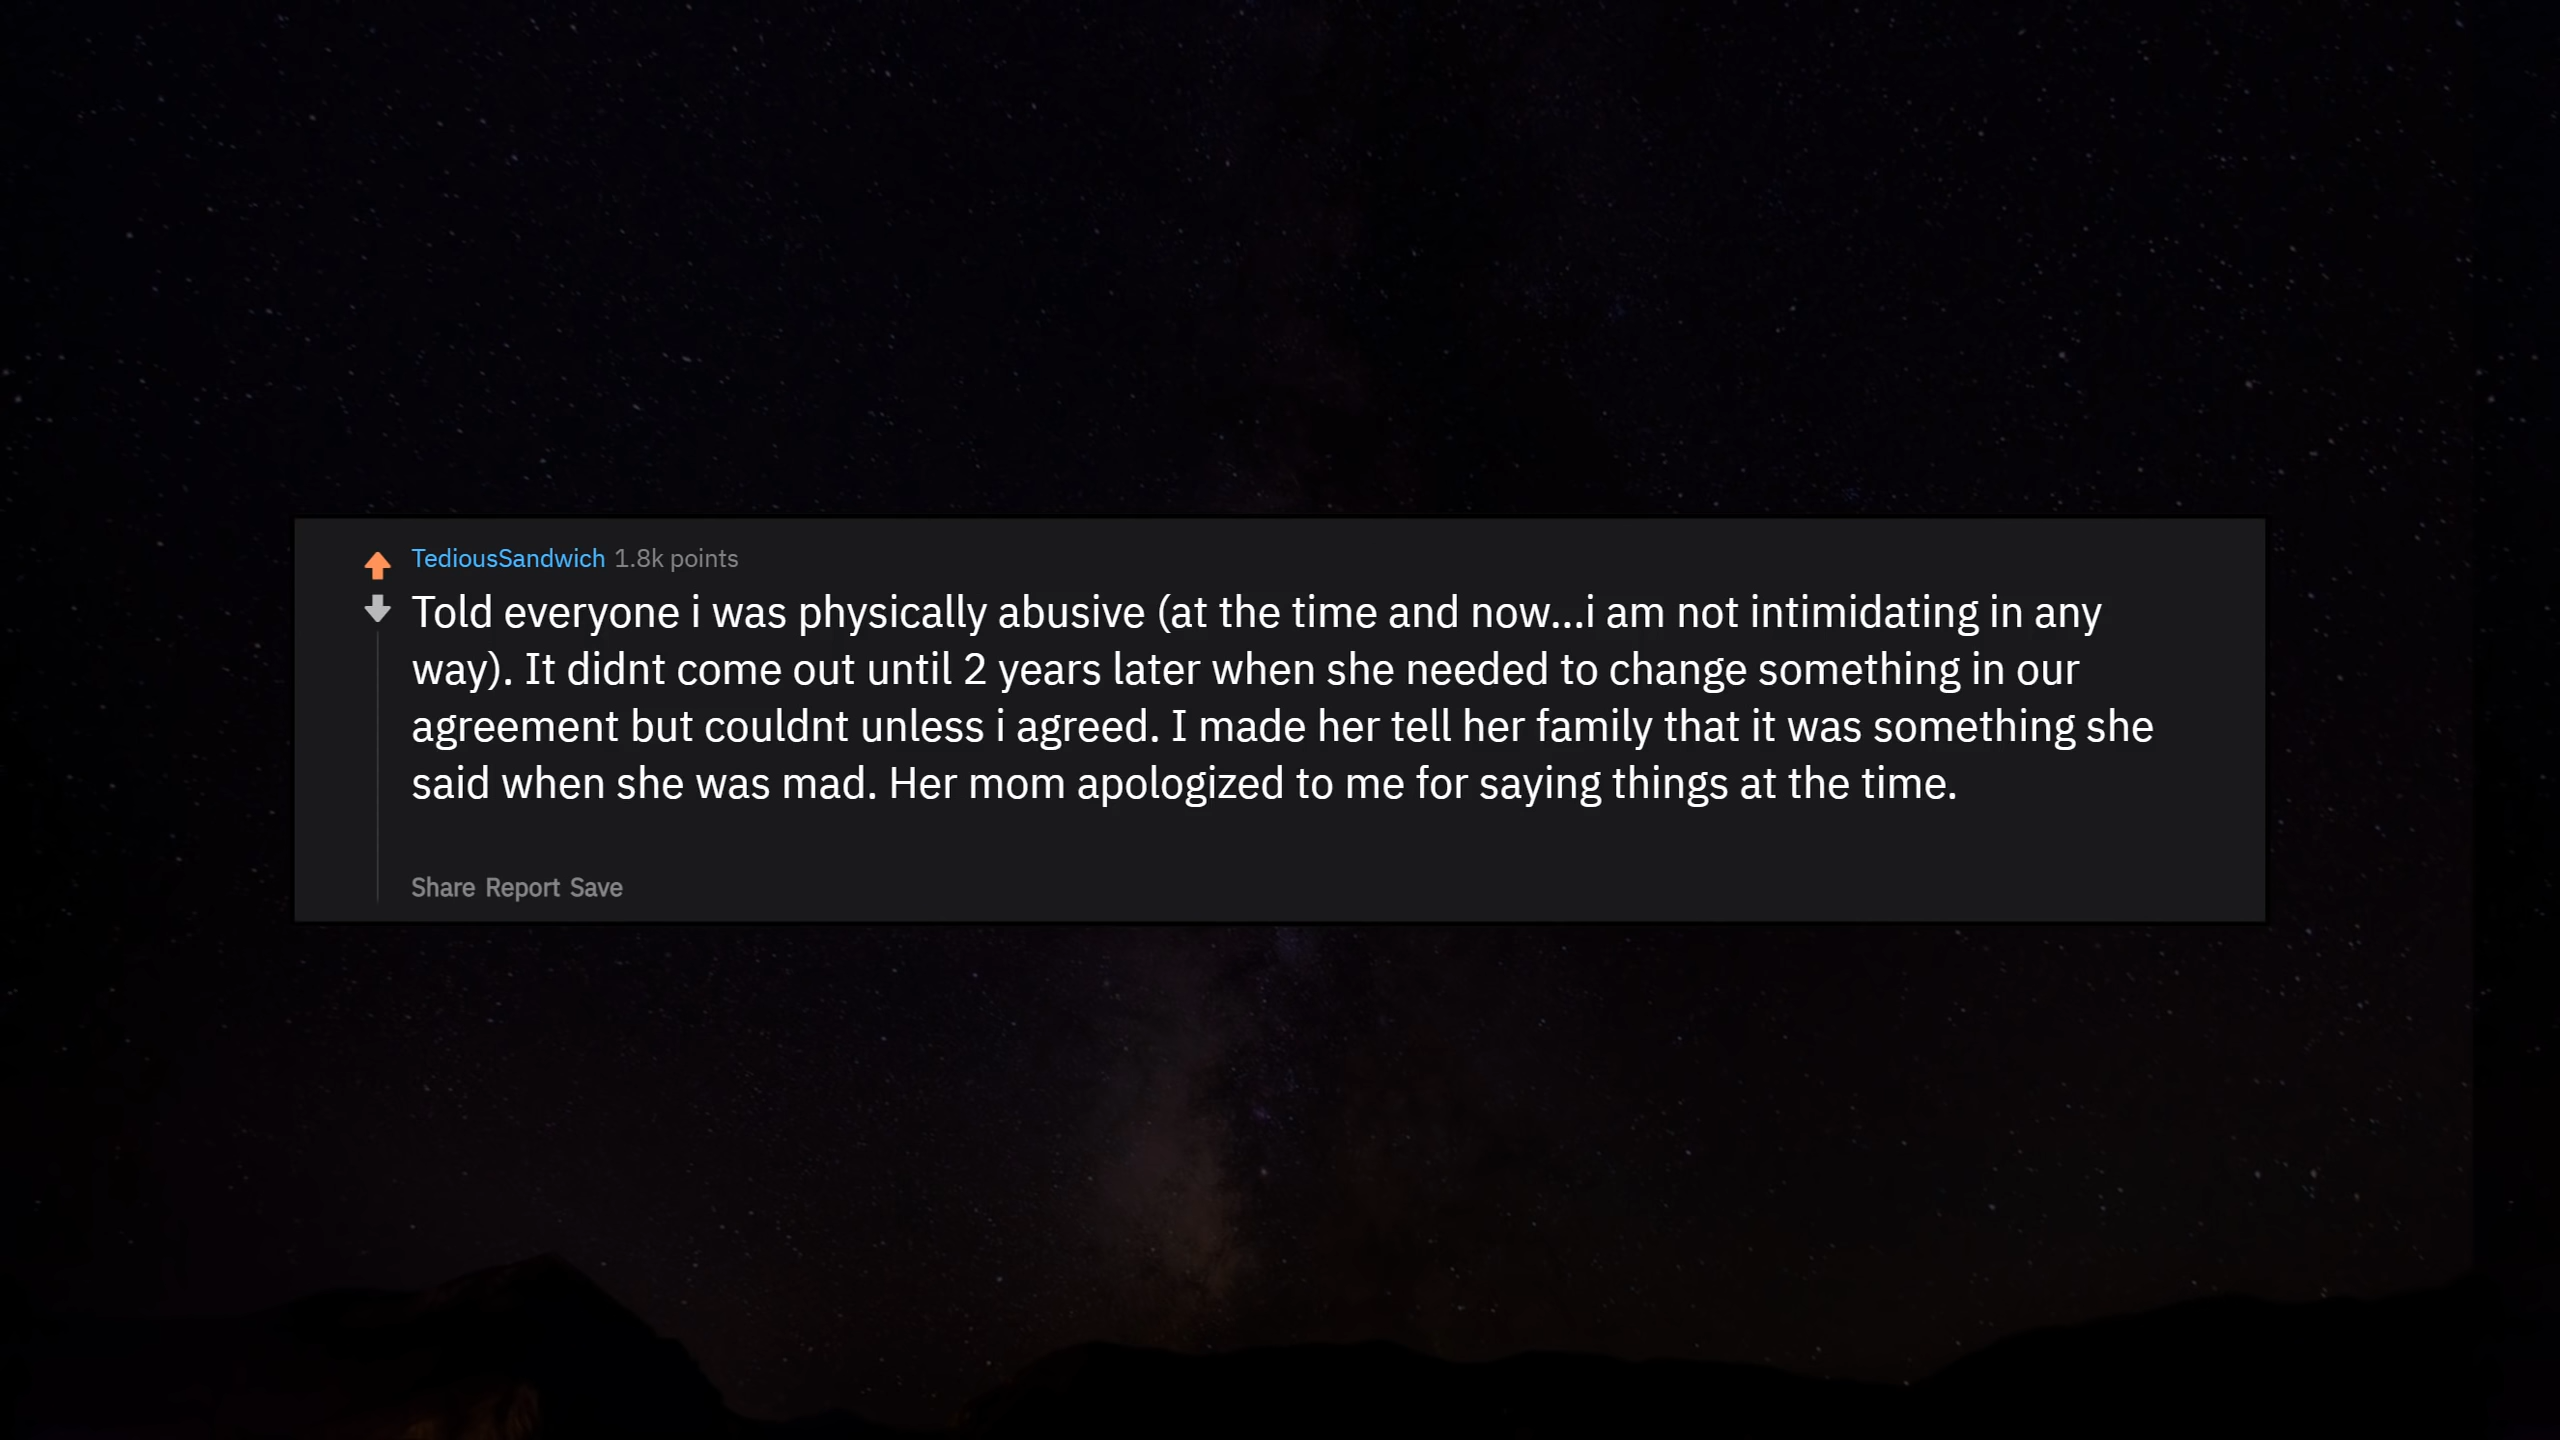 TediousSandwich 1.8k points
Told everyone i was physically abusive (at the time and now...i am not intimidating in any
way). It didnt come out until 2 years later when she needed to change something in our
agreement but couldnt unless i agreed. I made her tell her family that it was something she
said when she was mad. Her mom apologized to me for saying things at the time.
Share Report Save